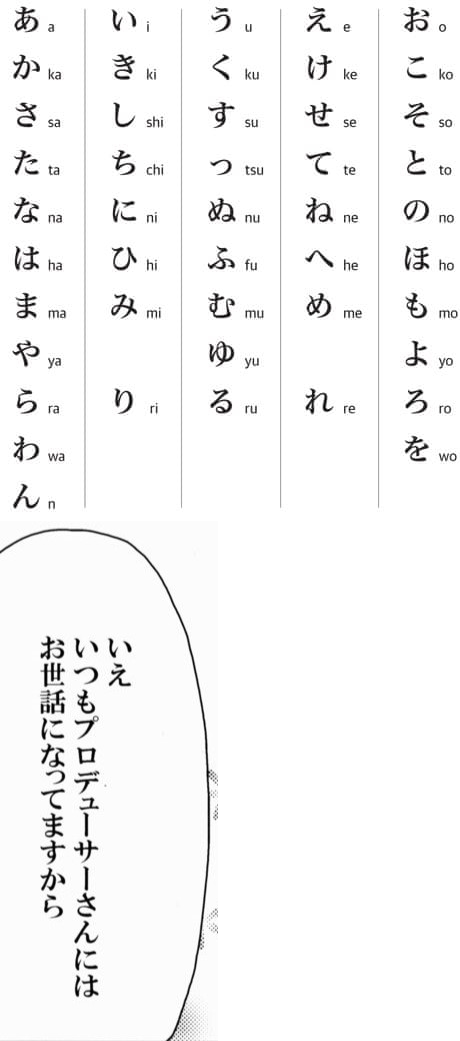 あ a い i う u え e お o
か ka き ki く ku け ke こ ko
さ sa し shi す su せ se そ so
た ta ち chi っ tsu て te と to
な na に ni ぬ nu ね ne の no
は ha ひ hi ふ fu へ he ほ ho
ま ma み mi む mu め me も mo
や ya ゆ yu よ yo
ら ra り ri る ru れ re ろ ro
わ wa を wo
ん n
いえ
いつもプロデューサーさんには
お世話になってますから